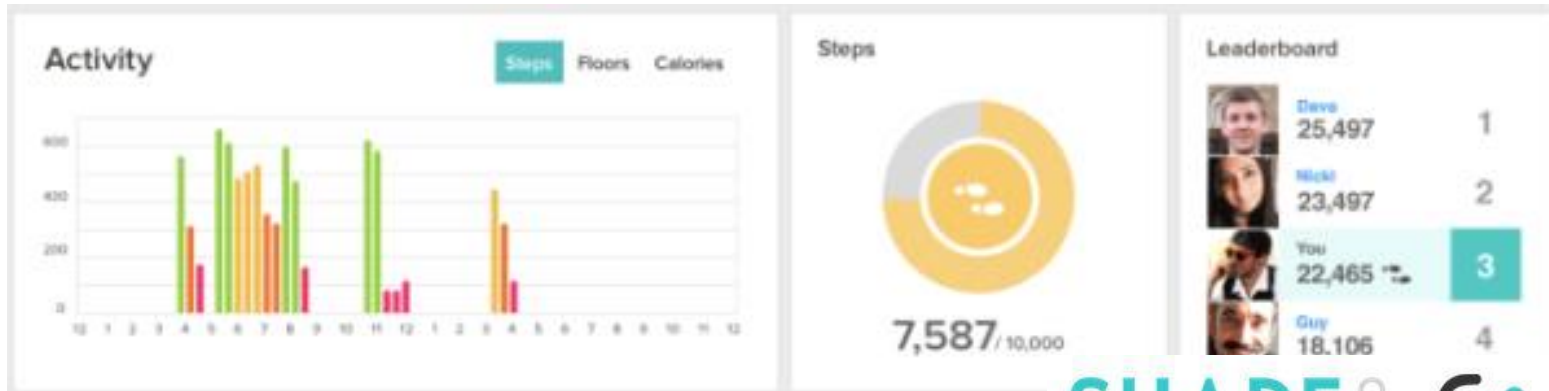 Activity
Steps Floors Calories
600
400
200
0
12 1 2 3 4 5 6 7 8 9 10 11 12 1 2 3 4 5 6 7 8 9 10 11 12
Steps
7,587 / 10,000
Leaderboard
Dave
25,497
1
Nicki
23,497
2
You
22,465
3
Guy
18,106
4